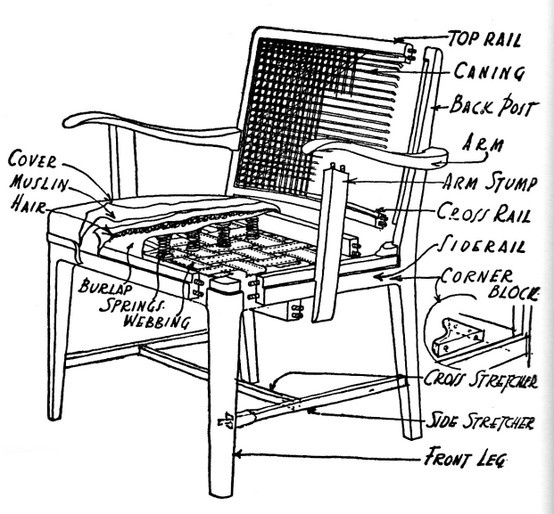 TOP RAIL
CANING
BACK POST
ARM
ARM STUMP
CROSS RAIL
SIDERAIL
CORNER
BLOCK
CROSS STRETCHER
SIDE STRETCHER
FRONT LEG
COVER
MUSLIN
HAIR
BURLAP
SPRINGS
WEBBING